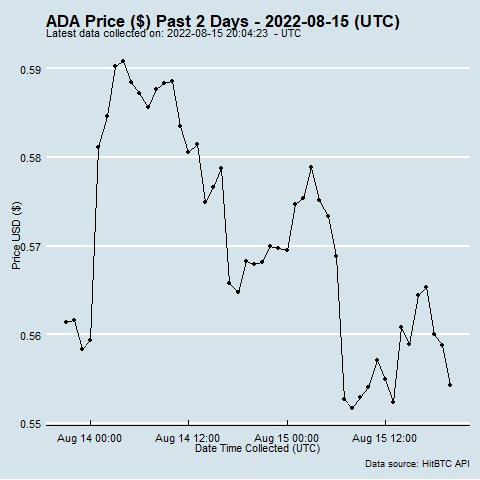 ADA Price ($) Past 2 Days - 2022-08-15 (UTC)
Latest data collected on: 2022-08-15 20:04:23  - UTC
0.59
0.58
0.57
0.56
0.55
Price USD ($)
Aug 14 00:00 Aug 14 12:00 Aug 15 00:00 Aug 15 12:00
Date Time Collected (UTC)
Data source: HitBTC API